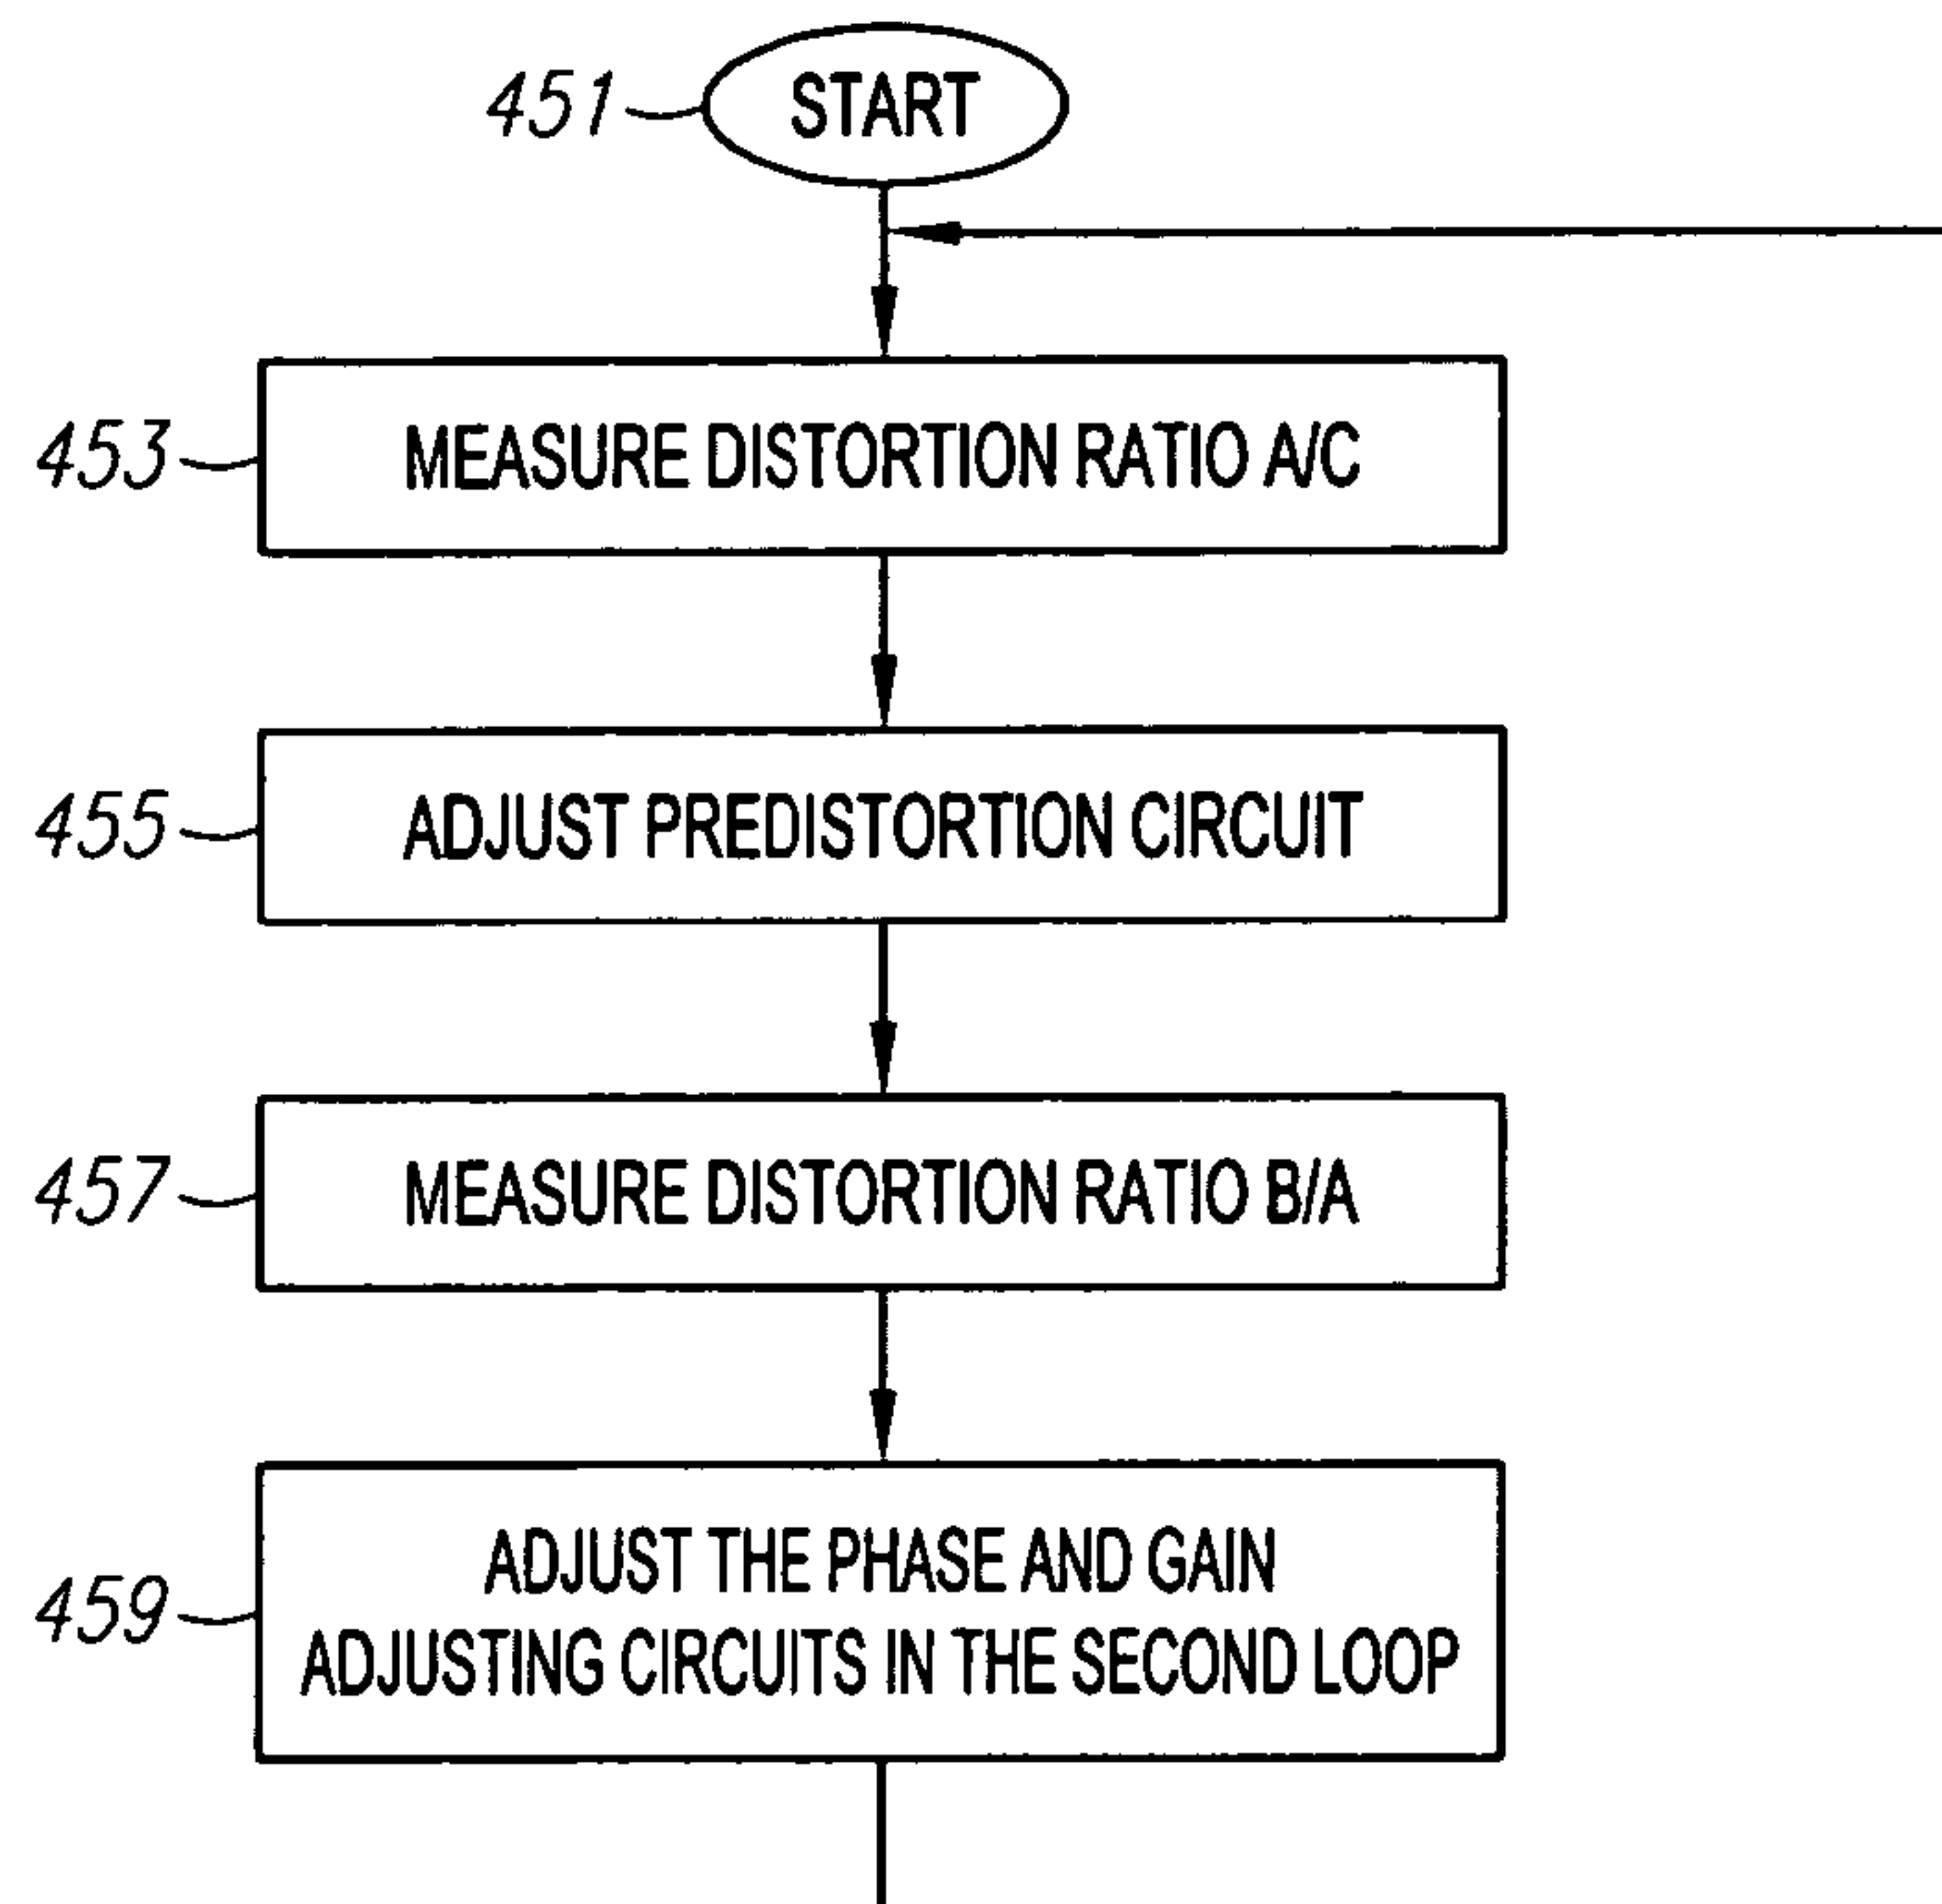 451 START
453 MEASURE DISTORTION RATIO A/C
455 ADJUST PREDISTORTION CIRCUIT
457 MEASURE DISTORTION RATIO B/A
ADJUST THE PHASE AND GAIN
459 ADJUSTING CIRCUITS IN THE SECOND LOOP